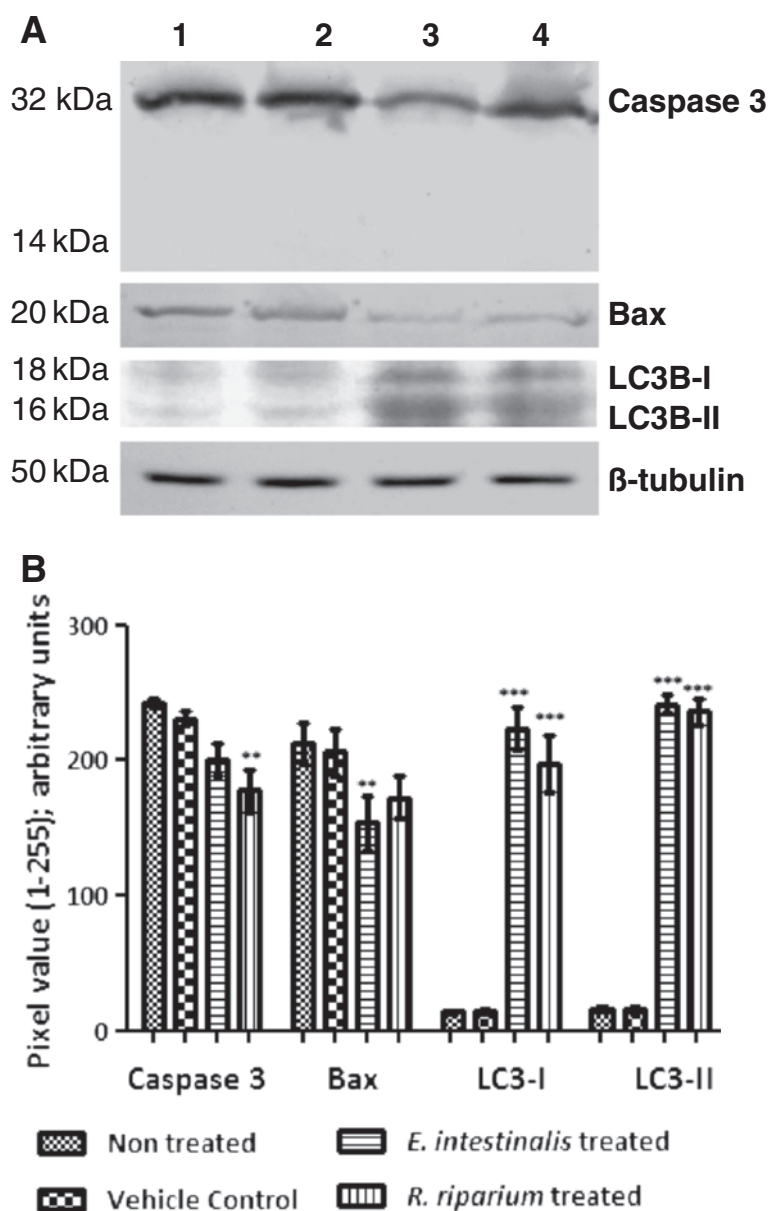 A
1 2 3 4
32 kDa Caspase 3
14 kDa
20 kDa Bax
18 kDa LC3B-I
16 kDa LC3B-II
50 kDa ß-tubulin
B
Pixel value (1-255); arbitrary units
300
200
100
0
**
**
***
***
***
***
Caspase 3 Bax LC3-I LC3-II
Non treated E. intestinalis treated
Vehicle Control R. riparium treated